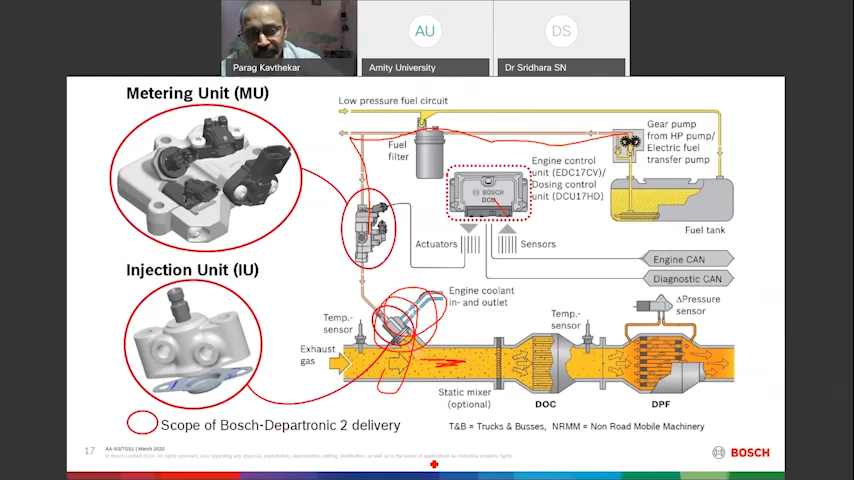 AU
DS
Parag Kavthekar
Amity University
Dr Sridhara SN
Metering Unit (MU)
Low pressure fuel circuit
Fuel
filter
Gear pump
from HP pump/
Electric fuel
transfer pump
Engine control
unit (EDC17CV)/
Dosing control
unit (DCU17HD)
BOSCH
DCU
Fuel tank
Actuators
Sensors
Engine CAN
Diagnostic CAN
Injection Unit (IU)
Engine coolant
in- and outlet
Temp.-
sensor
Temp.-
sensor
ΔPressure
sensor
Exhaust
gas
Static mixer
(optional)
DOC
DPF
Scope of Bosch-Departronic 2 delivery
T&B = Trucks & Busses, NRMM = Non Road Mobile Machinery
17
AA-AS/TSS1 | March 2020
© Bosch Limited 2020. All rights reserved, also regarding any disposal, exploitation, reproduction, editing, distribution, as well as in the event of applications for industrial property rights.
BOSCH